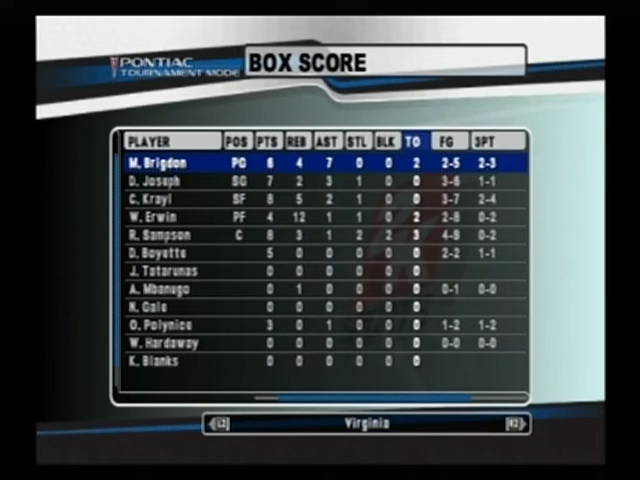 PONTIAC
TOURNAMENT MODE
BOX SCORE
PLAYER POS PTS REB AST STL BLK TO FG 3PT
M. Brigdon PG 6 4 7 0 0 2 2-5 2-3
D. Joseph SG 7 2 3 1 0 0 3-6 1-1
C. Krayl SF 8 5 2 1 0 0 3-7 2-4
W. Erwin PF 4 12 1 1 0 2 2-8 0-2
R. Sampson C 8 3 1 2 2 3 4-8 0-2
D. Boyette 5 0 0 0 0 0 2-2 1-1
J. Tatarunas 0 0 0 0 0 0
A. Mbanugo 0 1 0 0 0 0 0-1 0-0
N. Gale 0 0 0 0 0 0
O. Polynice 3 0 1 0 0 0 1-2 1-2
W. Hardaway 0 0 0 0 0 0 0-0 0-0
K. Blanks 0 0 0 0 0 0
L2 Virginia R2